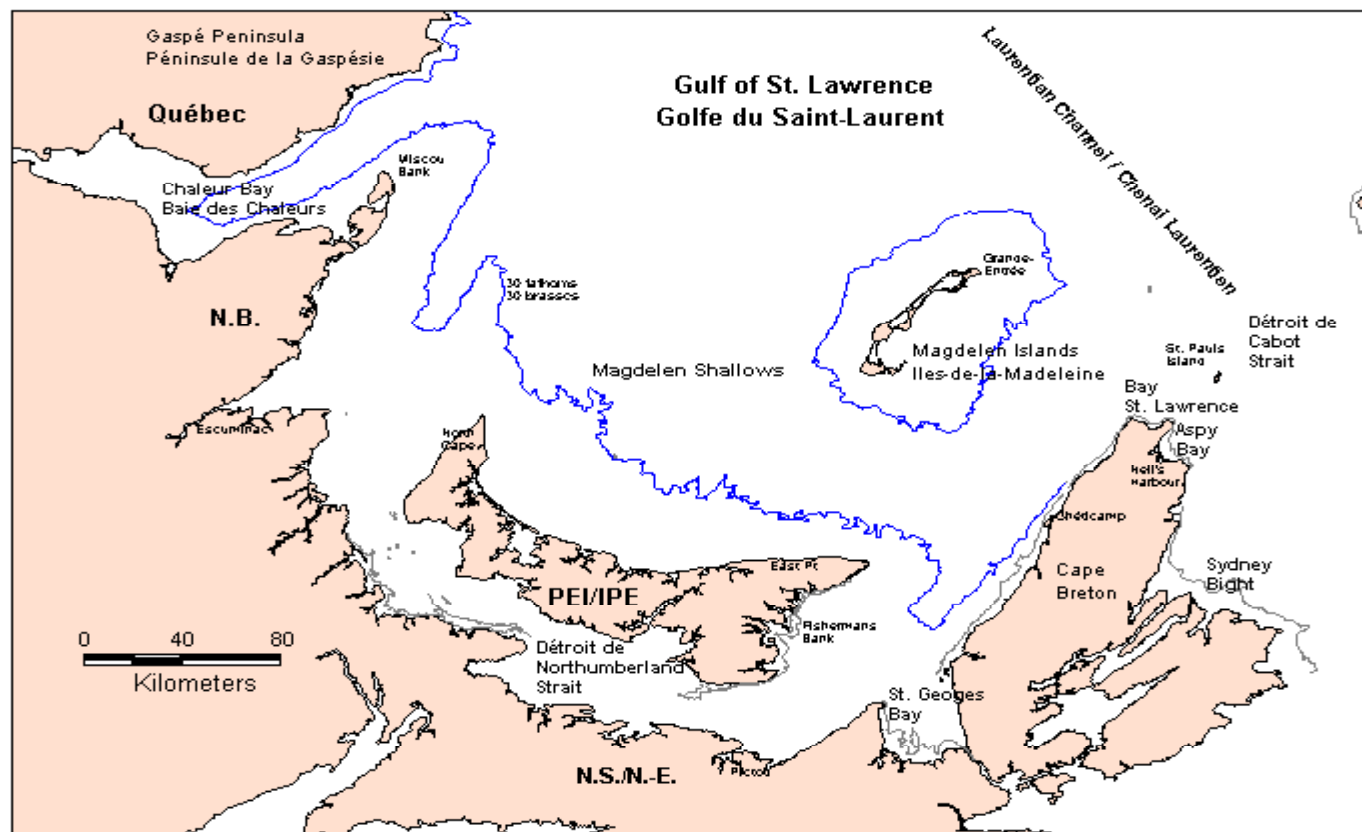 Gaspé Peninsula
Péninsule de la Gaspésie
Québec
Gulf of St. Lawrence
Golfe du Saint-Laurent
Laurentian Channel / Chenal Laurentien
Miscou
Bank
Chaleur Bay
Baie des Chaleurs
Grande-
Entrée
30 fathoms
30 brasses
N.B.
Détroit de
Cabot
Strait
St. Pauls
Island
Magdelen Islands
Iles-de-la-Madeleine
Magdelen Shallows
Bay
St. Lawrence
Escuminac
North
Cape
Aspy
Bay
Neil's
Harbour
Chéticamp
East Pt.
Cape
Breton
Sydney
Bight
PEI/IPE
Fishermans
Bank
0 40 80
Kilometers
Détroit de
Northumberland
Strait
St. Georges
Bay
Pictou
N.S./N.-E.